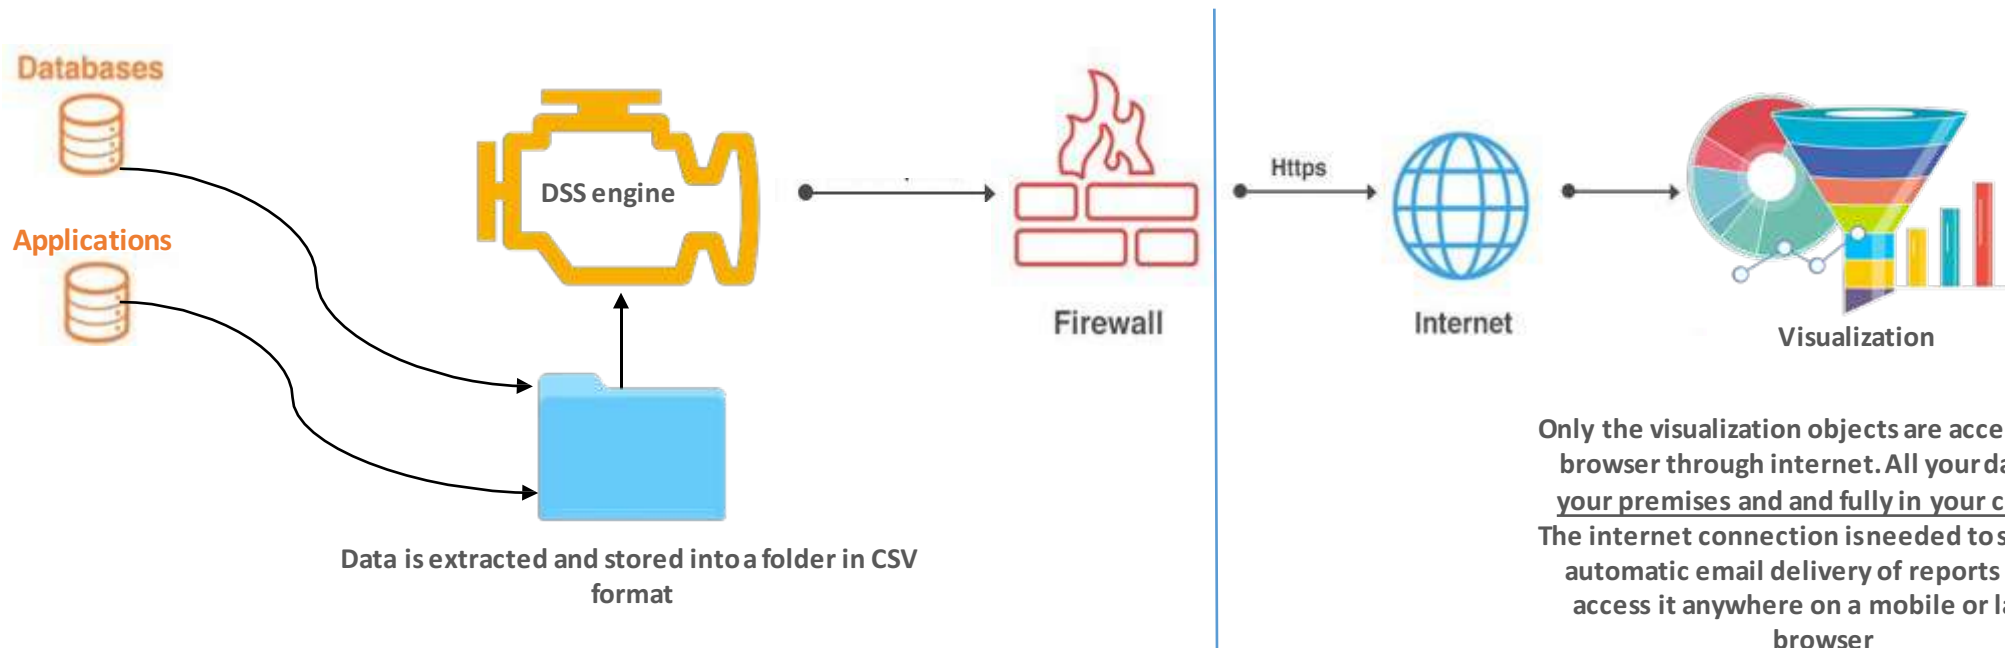 Databases
Applications
DSS engine
Https
Firewall
Internet
Visualization
Data is extracted and stored into a folder in CSV
format
Only the visualization objects are acce
browser through internet. All your da
your premises and and fully in your c
The internet connection isneeded to s
automatic email delivery of reports
access it anywhere on a mobile or la
browser